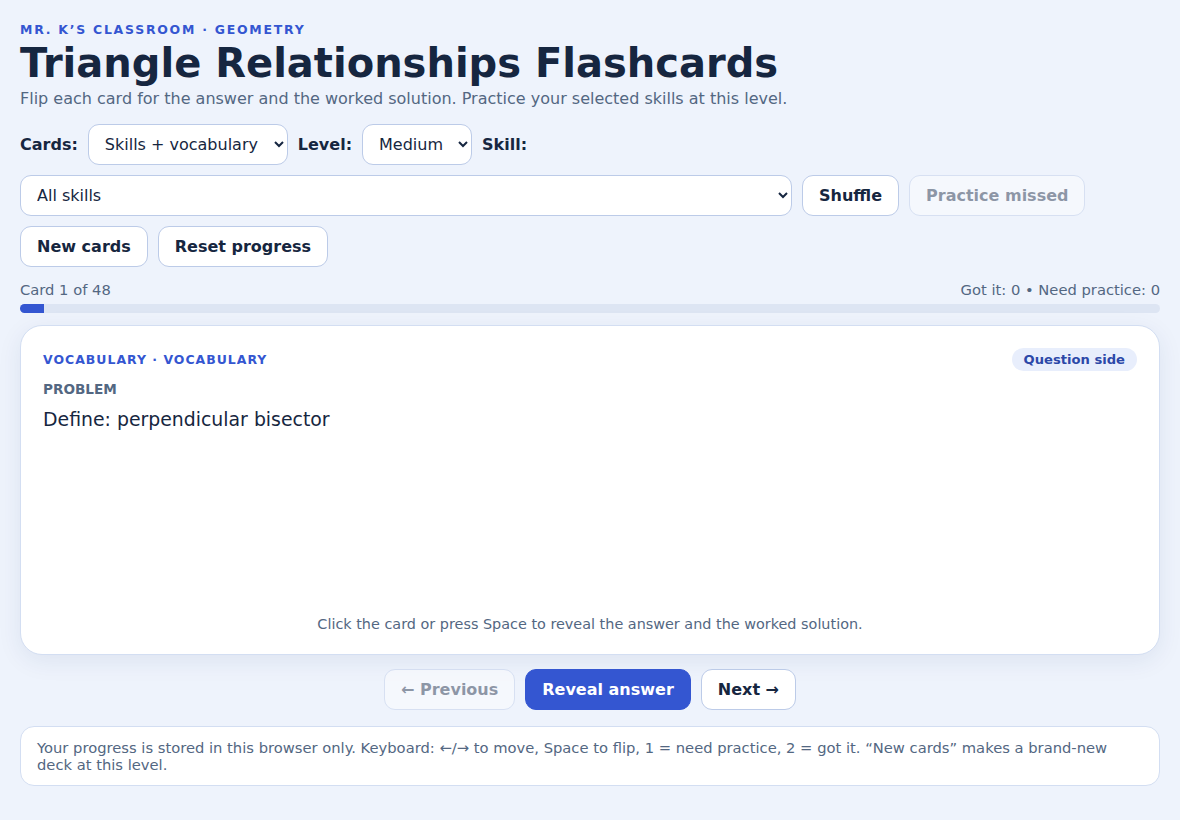 MR. K’S CLASSROOM · GEOMETRY
Triangle Relationships Flashcards
Flip each card for the answer and the worked solution. Practice your selected skills at this level.
Cards: Skills + vocabulary Level: Medium Skill:
All skills Shuffle Practice missed
New cards Reset progress
Card 1 of 48 Got it: 0 • Need practice: 0
VOCABULARY · VOCABULARY Question side
PROBLEM
Define: perpendicular bisector
Click the card or press Space to reveal the answer and the worked solution.
← Previous Reveal answer Next →
Your progress is stored in this browser only. Keyboard: ←/→ to move, Space to flip, 1 = need practice, 2 = got it. “New cards” makes a brand-new
deck at this level.